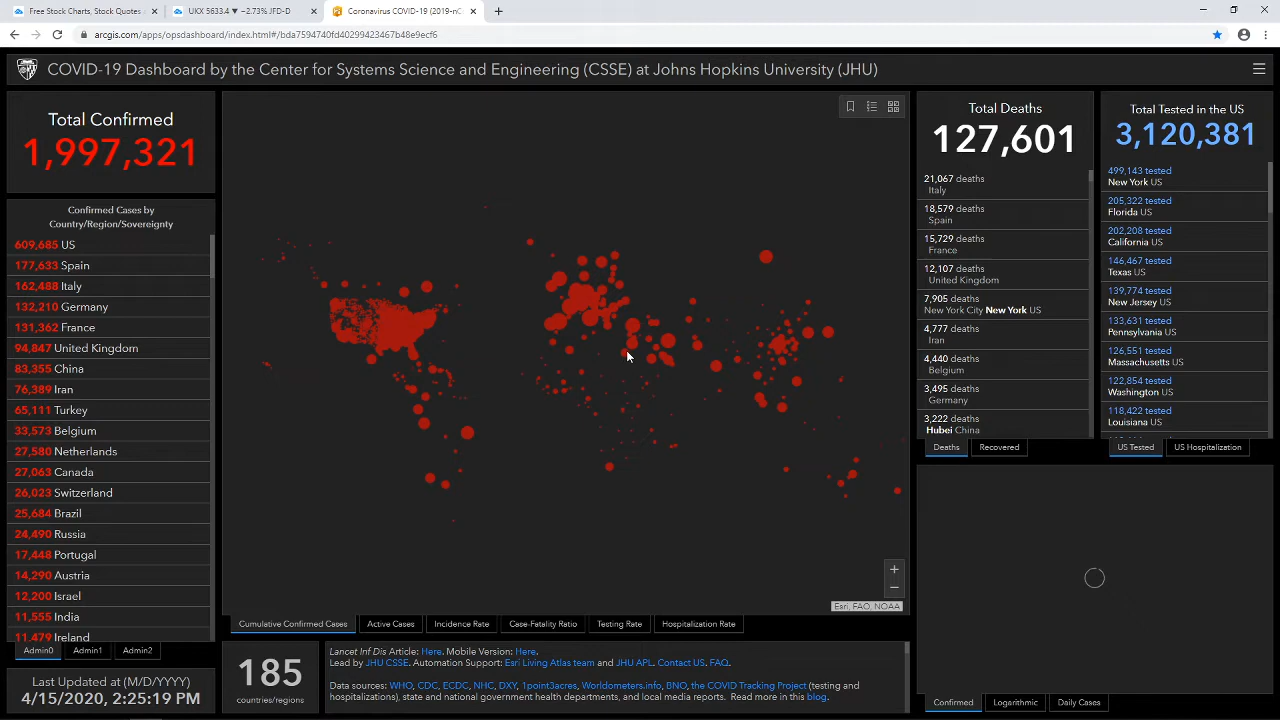 Free Stock Charts, Stock Quotes
UKX 5633.4 ▼ −2.73% JFD-D
Coronavirus COVID-19 (2019-nC
arcgis.com/apps/opsdashboard/index.html#/bda7594740fd40299423467b48e9ecf6
COVID-19 Dashboard by the Center for Systems Science and Engineering (CSSE) at Johns Hopkins University (JHU)
Total Confirmed
1,997,321
Confirmed Cases by
Country/Region/Sovereignty
609,685 US
177,633 Spain
162,488 Italy
132,210 Germany
131,362 France
94,847 United Kingdom
83,355 China
76,389 Iran
65,111 Turkey
33,573 Belgium
27,580 Netherlands
27,063 Canada
26,023 Switzerland
25,684 Brazil
24,490 Russia
17,448 Portugal
14,290 Austria
12,200 Israel
11,555 India
11,479 Ireland
Admin0 Admin1 Admin2
Last Updated at (M/D/YYYY)
4/15/2020, 2:25:19 PM
+
−
Esri, FAO, NOAA
Cumulative Confirmed Cases Active Cases Incidence Rate Case-Fatality Ratio Testing Rate Hospitalization Rate
185
countries/regions
Lancet Inf Dis Article: Here. Mobile Version: Here.
Lead by JHU CSSE. Automation Support: Esri Living Atlas team and JHU APL. Contact US. FAQ.
Data sources: WHO, CDC, ECDC, NHC, DXY, 1point3acres, Worldometers.info, BNO, the COVID Tracking Project (testing and
hospitalizations), state and national government health departments, and local media reports. Read more in this blog.
Total Deaths
127,601
21,067 deaths
Italy
18,579 deaths
Spain
15,729 deaths
France
12,107 deaths
United Kingdom
7,905 deaths
New York City New York US
4,777 deaths
Iran
4,440 deaths
Belgium
3,495 deaths
Germany
3,222 deaths
Hubei China
Deaths Recovered
Total Tested in the US
3,120,381
499,143 tested
New York US
205,322 tested
Florida US
202,208 tested
California US
146,467 tested
Texas US
139,774 tested
New Jersey US
133,631 tested
Pennsylvania US
126,551 tested
Massachusetts US
122,854 tested
Washington US
118,422 tested
Louisiana US
US Tested US Hospitalization
Confirmed Logarithmic Daily Cases